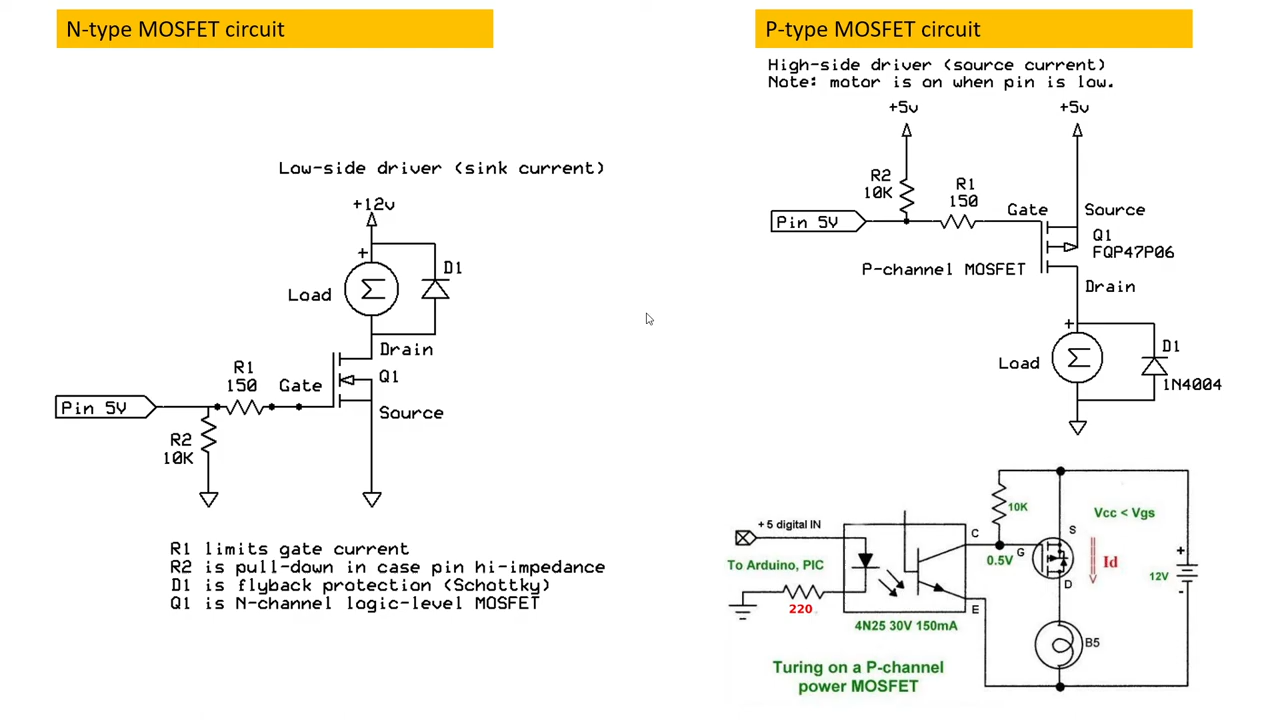 N-type MOSFET circuit
Low-side driver (sink current)
+12v
+
D1
Load
Drain
R1
150
Gate
Q1
Pin 5V
Source
R2
10K
R1 limits gate current
R2 is pull-down in case pin hi-impedance
D1 is flyback protection (Schottky)
Q1 is N-channel logic-level MOSFET
P-type MOSFET circuit
High-side driver (source current)
Note: motor is on when pin is low.
+5v
+5v
R2
10K
R1
150
Gate
Source
Pin 5V
Q1
FQP47P06
P-channel MOSFET
Drain
+
D1
Load
1N4004
10K
Vcc < Vgs
+ 5 digital IN
C
S
G
0.5V
Id
+
To Arduino, PIC
12V
D
-
220
E
4N25 30V 150mA
B5
Turing on a P-channel
power MOSFET